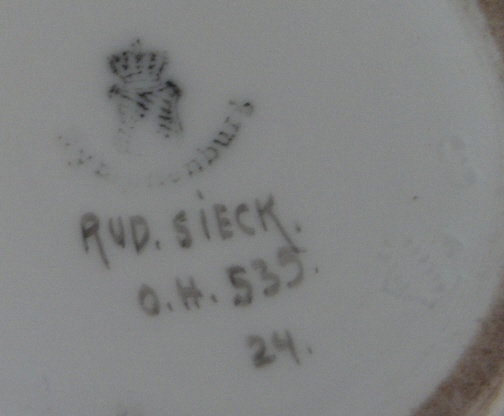 RUD. SIECK.
O.H. 535.
24.